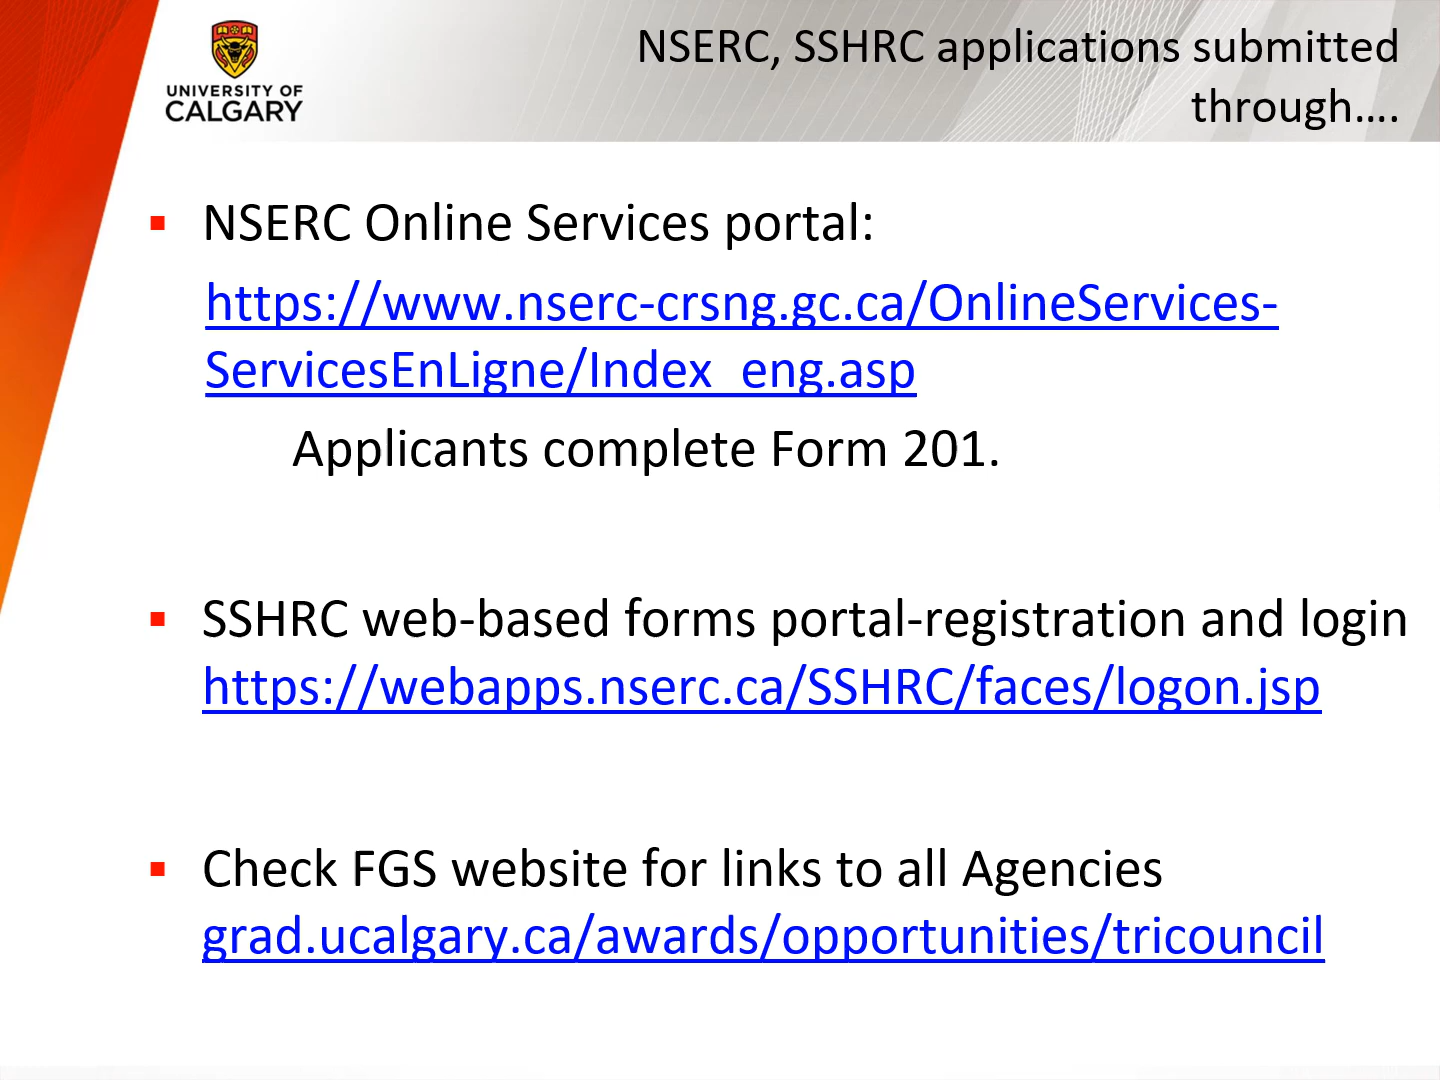 UNIVERSITY OF
CALGARY
NSERC, SSHRC applications submitted
through....
NSERC Online Services portal:
https://www.nserc-crsng.gc.ca/OnlineServices-
ServicesEnLigne/Index_eng.asp
Applicants complete Form 201.
SSHRC web-based forms portal-registration and login
https://webapps.nserc.ca/SSHRC/faces/logon.jsp
Check FGS website for links to all Agencies
grad.ucalgary.ca/awards/opportunities/tricouncil